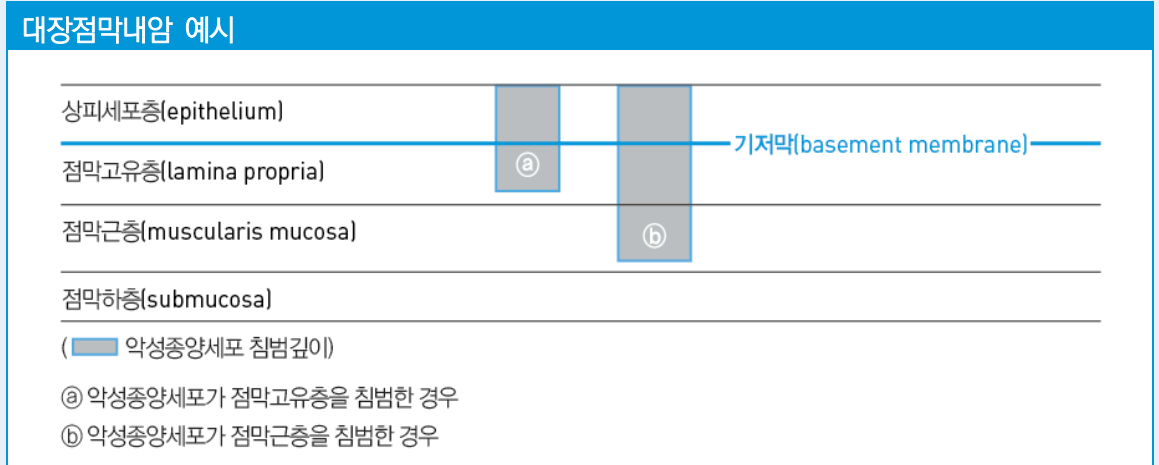 대장점막내암 예시
상피세포층(epithelium)
기저막(basement membrane)
점막고유층(lamina propria)
ⓐ
점막근층(muscularis mucosa)
ⓑ
점막하층(submucosa)
( 악성종양세포 침범깊이)
ⓐ 악성종양세포가 점막고유층을 침범한 경우
ⓑ 악성종양세포가 점막근층을 침범한 경우